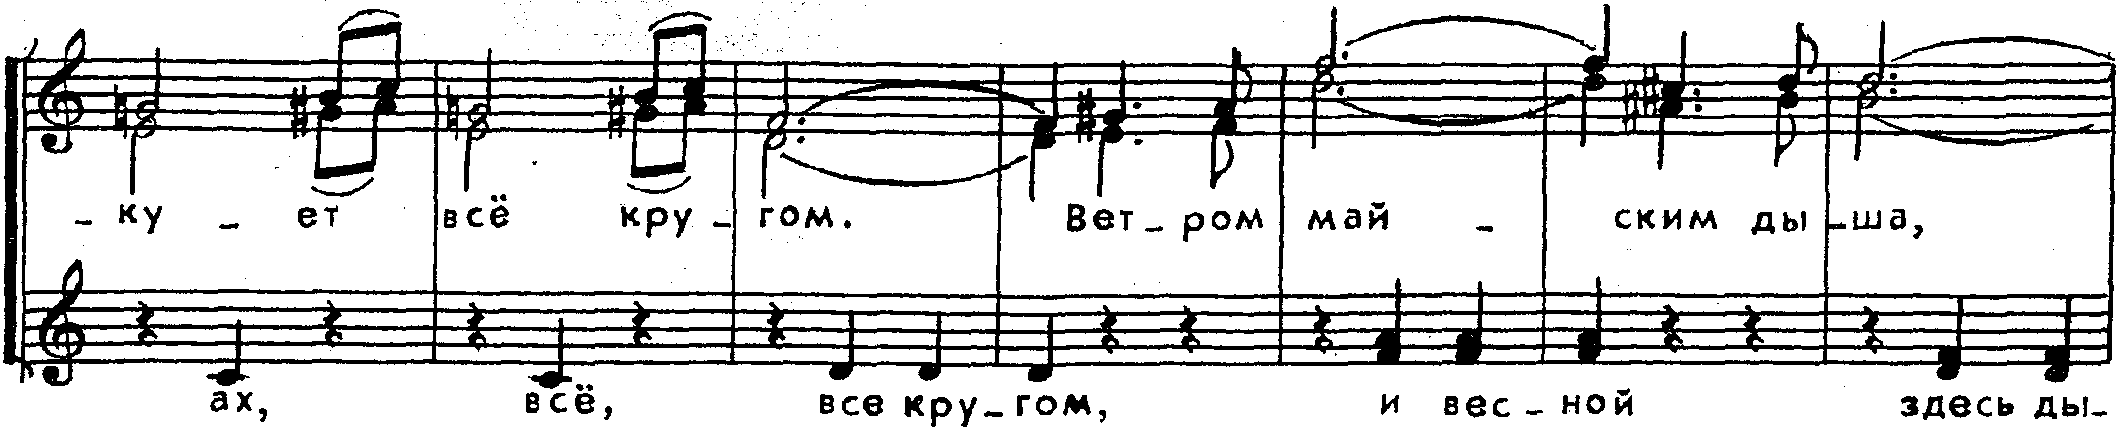 - ку - ет всё кру - гом. Вет - ром май - ским ды - ша,
ах, всё, все кру - гом, и вес - ной здесь ды -